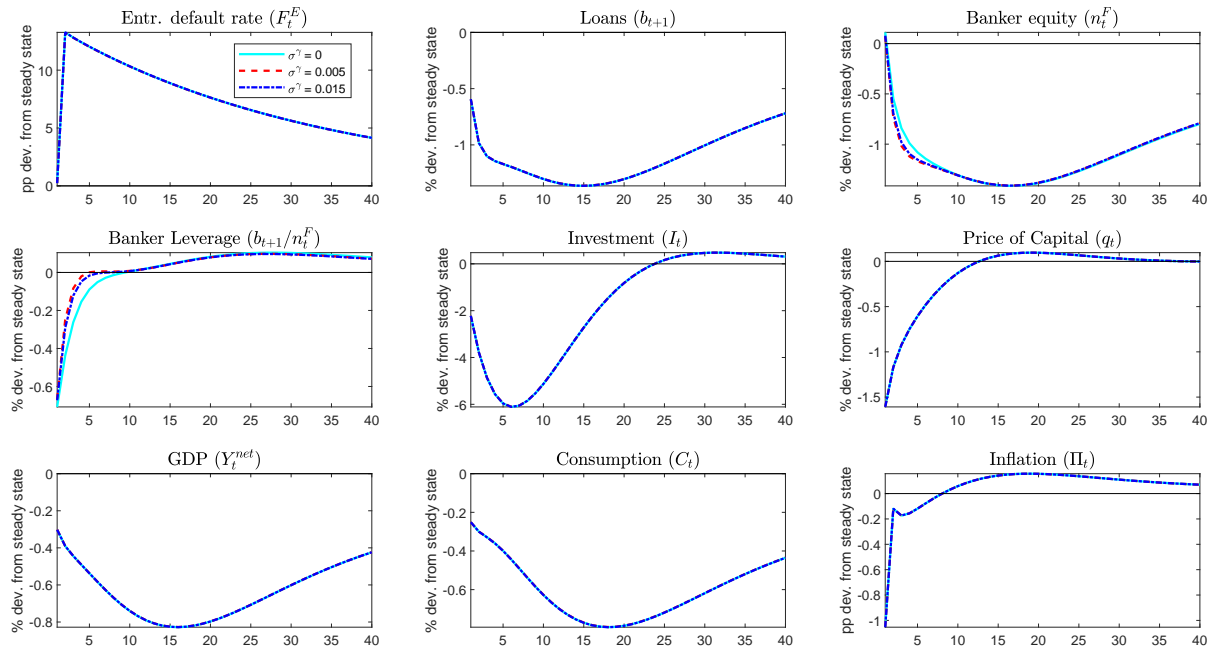 Entr. default rate (F_t^E)
pp dev. from steady state
10
5
0
5 10 15 20 25 30 35 40
σ^γ = 0
σ^γ = 0.005
σ^γ = 0.015
Loans (b_{t+1})
% dev. from steady state
0
-0.5
-1
5 10 15 20 25 30 35 40
Banker equity (n_t^F)
% dev. from steady state
0
-0.5
-1
5 10 15 20 25 30 35 40
Banker Leverage (b_{t+1}/n_t^F)
% dev. from steady state
0
-0.2
-0.4
-0.6
5 10 15 20 25 30 35 40
Investment (I_t)
% dev. from steady state
0
-2
-4
-6
5 10 15 20 25 30 35 40
Price of Capital (q_t)
% dev. from steady state
0
-0.5
-1
-1.5
5 10 15 20 25 30 35 40
GDP (Y_t^{net})
% dev. from steady state
0
-0.2
-0.4
-0.6
-0.8
5 10 15 20 25 30 35 40
Consumption (C_t)
% dev. from steady state
0
-0.2
-0.4
-0.6
5 10 15 20 25 30 35 40
Inflation (Π_t)
pp dev. from steady state
0
-0.2
-0.4
-0.6
-0.8
-1
5 10 15 20 25 30 35 40